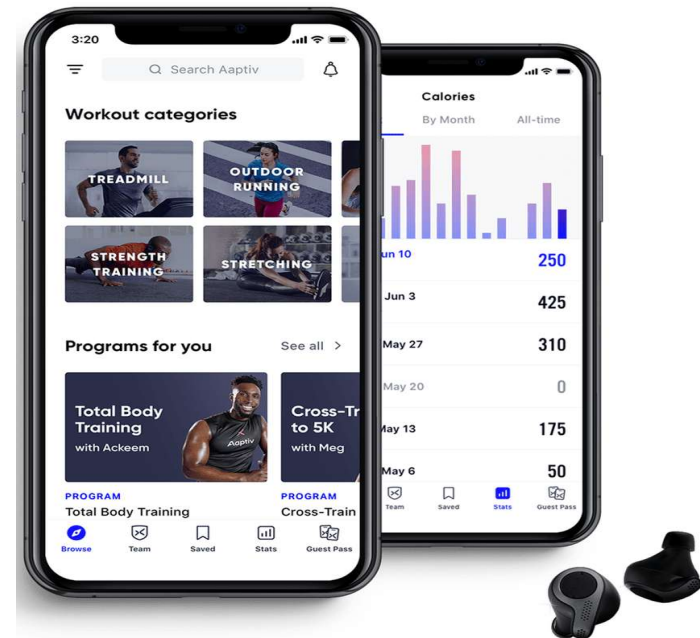 3:20
Search Aaptiv
Workout categories
TREADMILL
OUTDOOR
RUNNING
STRENGTH
TRAINING
STRETCHING
Programs for you
See all >
Total Body
Training
with Ackeem
Aaptiv
Cross-Tr
to 5K
with Meg
PROGRAM
Total Body Training
PROGRAM
Cross-Train
Browse
Team
Saved
Stats
Guest Pass
Calories
By Month
All-time
un 10
250
Jun 3
425
May 27
310
May 20
0
May 13
175
May 6
50
Team
Saved
Stats
Guest Pass